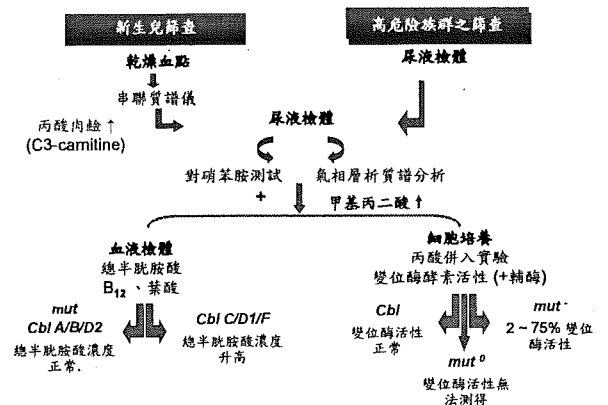 新生兒篩查
高危險族群之篩查
乾燥血點
尿液檢體
串聯質譜儀
丙酸肉鹼↑
(C3-carnitine)
尿液檢體
對硝苯胺測試
+
氣相層析質譜分析
甲基丙二酸↑
血液檢體
總半胱胺酸
B12、葉酸
細胞培養
丙酸併入實驗
變位酶酵素活性 (+輔酶)
mut
Cbl A/B/D2
總半胱胺酸濃度
正常.
Cbl C/D1/F
總半胱胺酸濃度
升高
Cbl
變位酶活性
正常
mut -
2 ~ 75% 變位
酶活性
mut 0
變位酶活性無
法測得